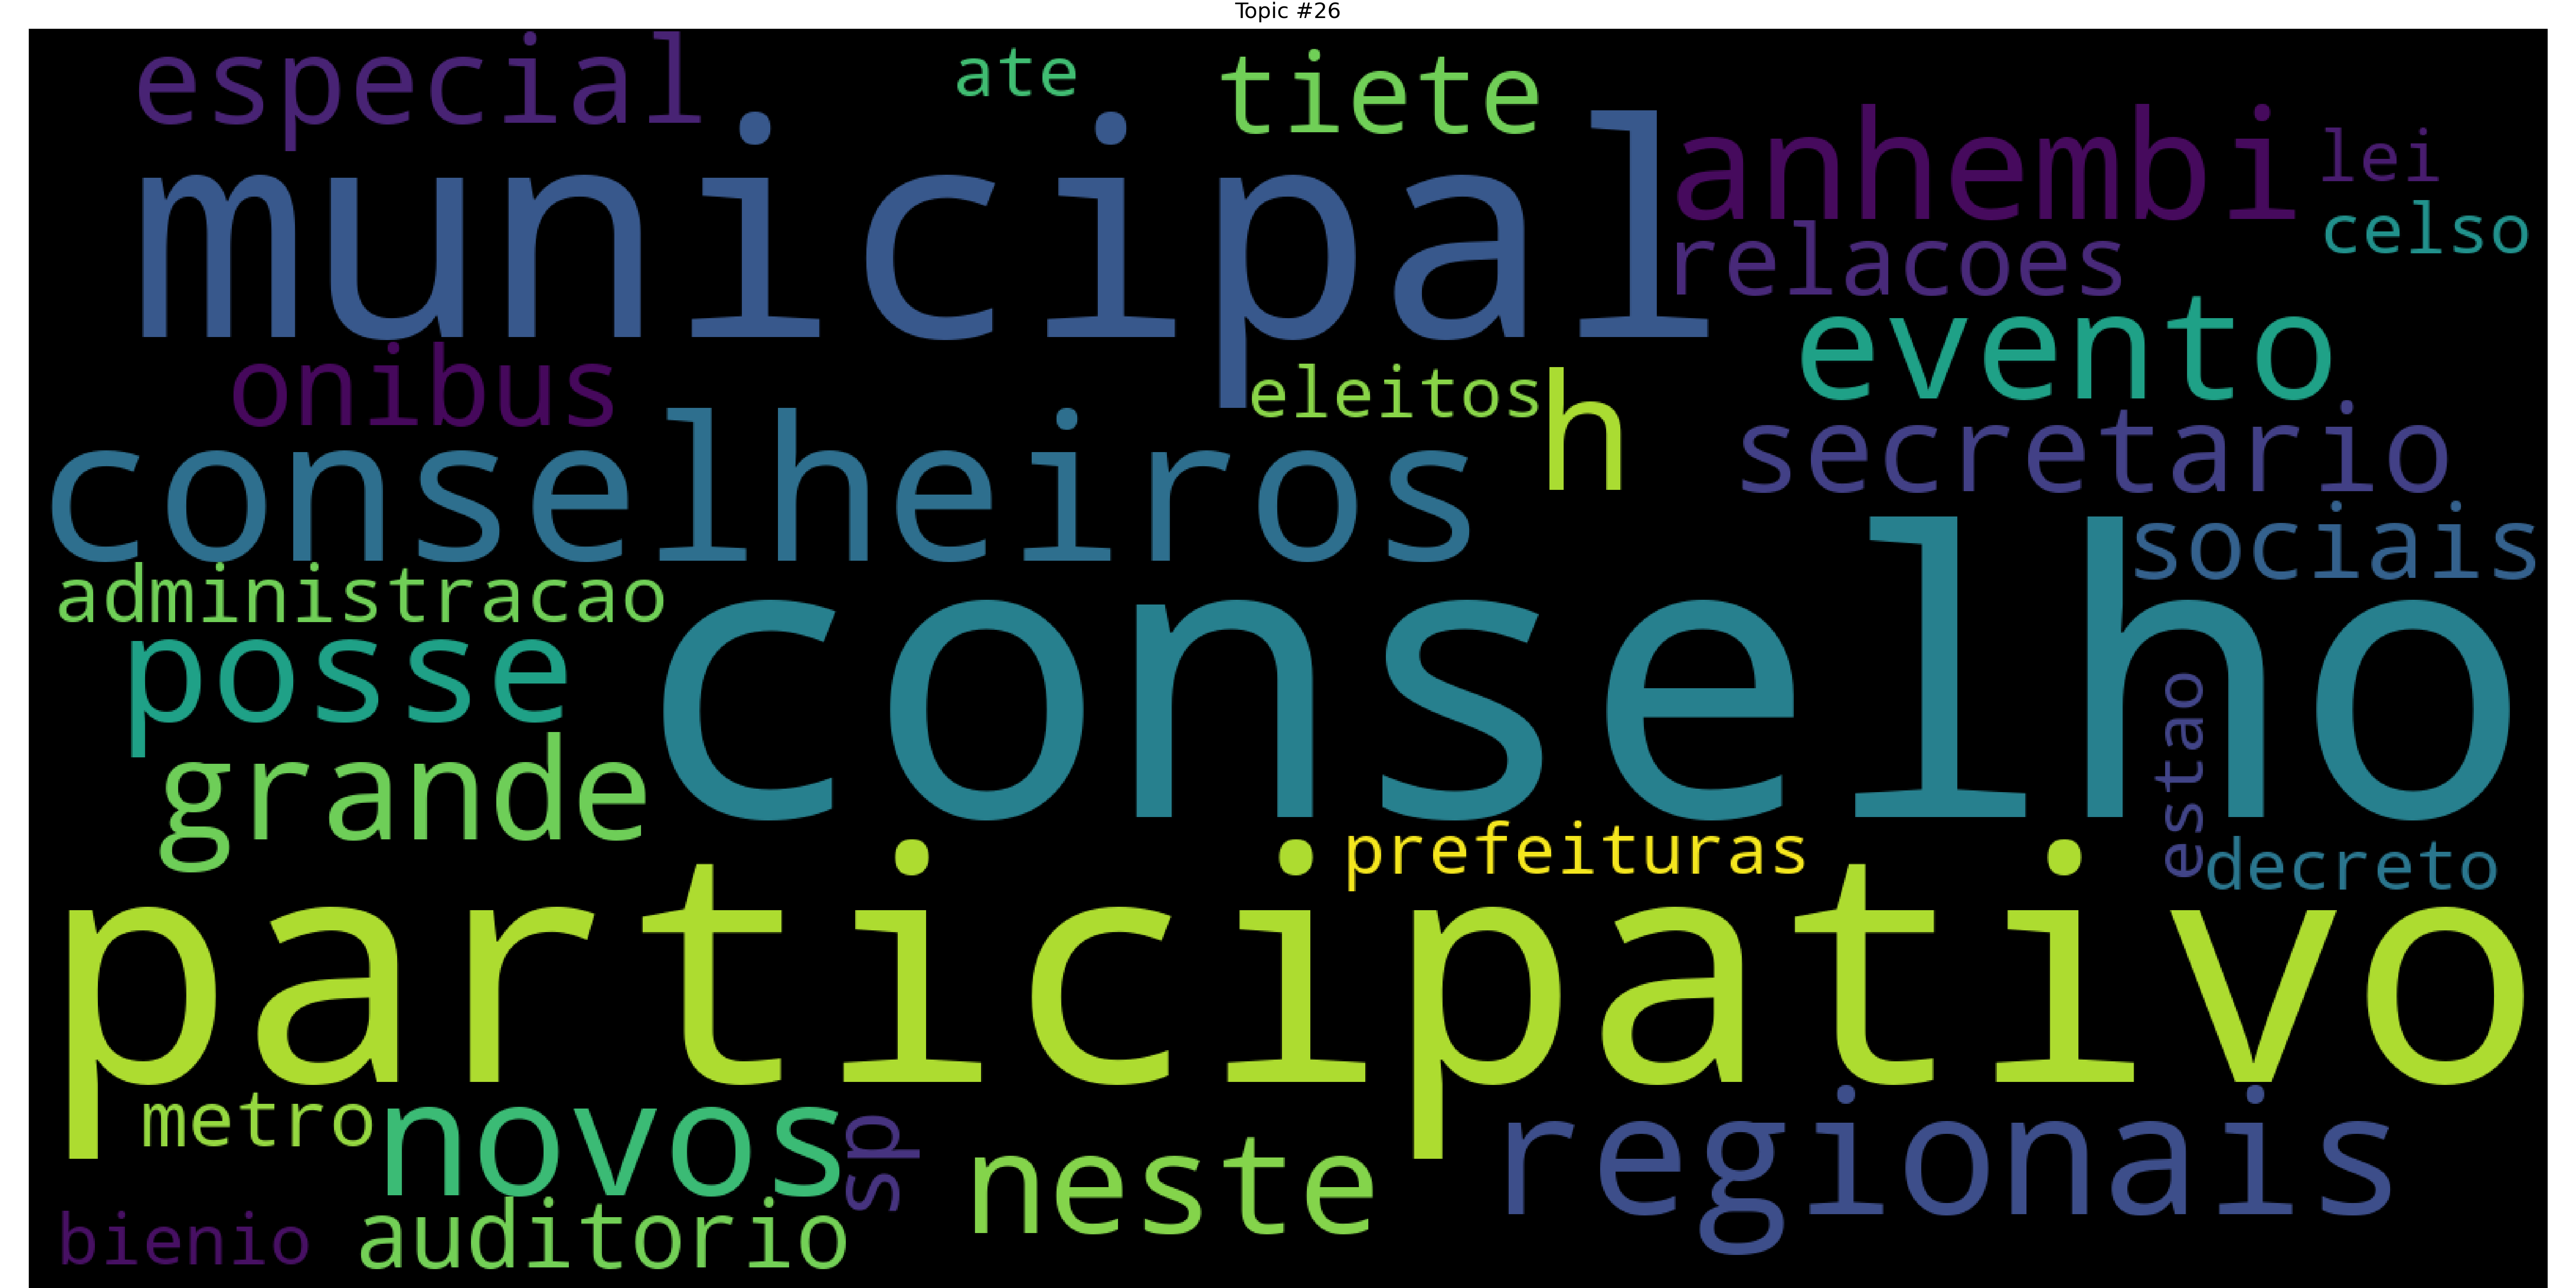 Topic #26
especial
ate
tiete
municipal
anhembi
lei
celso
relacoes
evento
onibus
eleitos
h
conselheiros
secretario
sociais
administracao
conselho
posse
estao
grande
prefeituras
decreto
participativo
metro
novos
sp
neste
regionais
bienio
auditorio